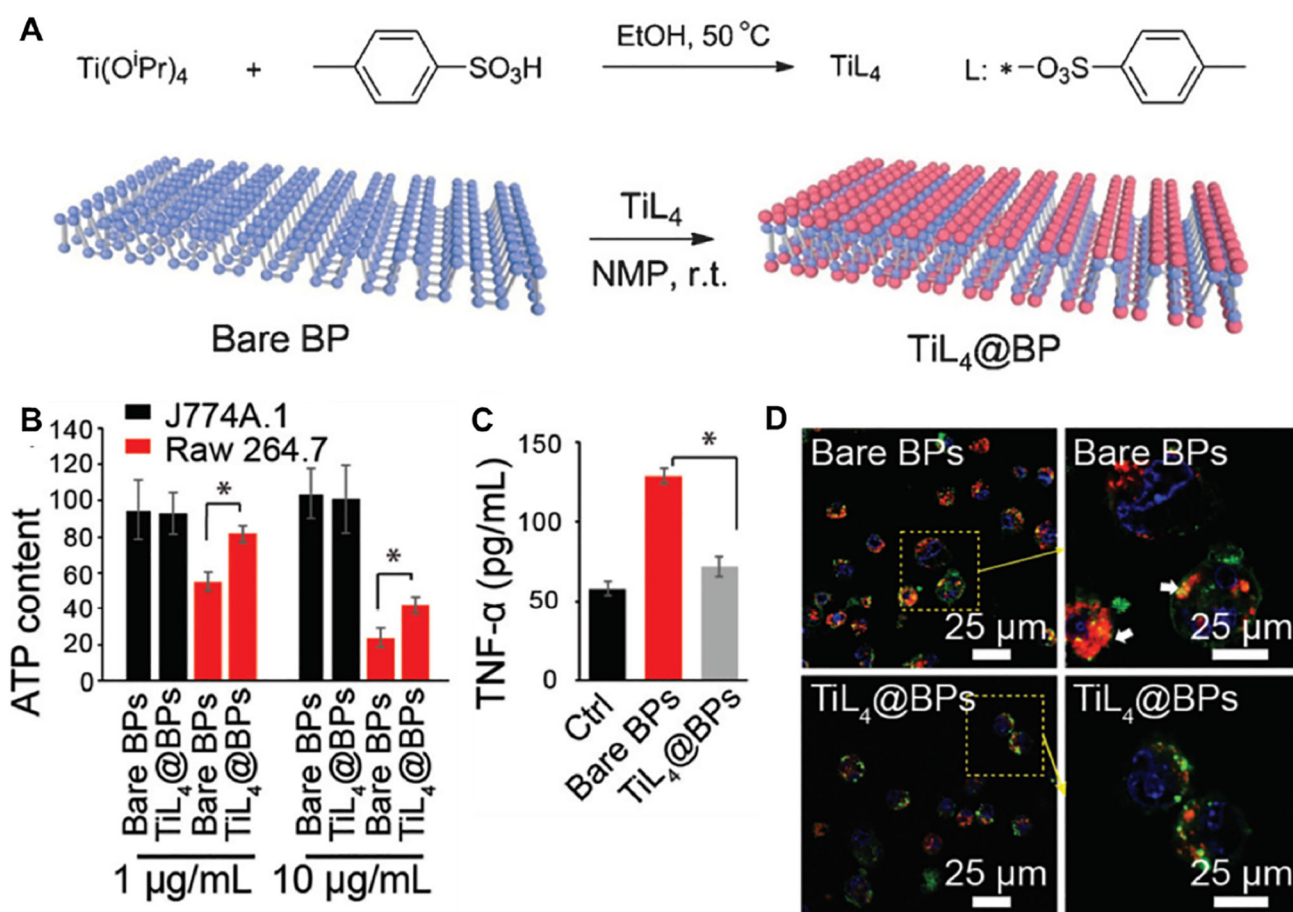 A
Ti(OⁱPr)₄ + SO₃H EtOH, 50 °C TiL₄ L: * O₃S
Bare BP
TiL₄
NMP, r.t.
TiL₄@BP
B
J774A.1
Raw 264.7
ATP content
140
120
100
80
60
40
20
0
*
*
Bare BPs
TiL₄@BPs
Bare BPs
TiL₄@BPs
Bare BPs
TiL₄@BPs
Bare BPs
TiL₄@BPs
1 µg/mL
10 µg/mL
C
TNF-α (pg/mL)
150
100
50
0
*
Ctrl
Bare BPs
TiL₄@BPs
D
Bare BPs
25 µm
Bare BPs
25 µm
TiL₄@BPs
25 µm
TiL₄@BPs
25 µm